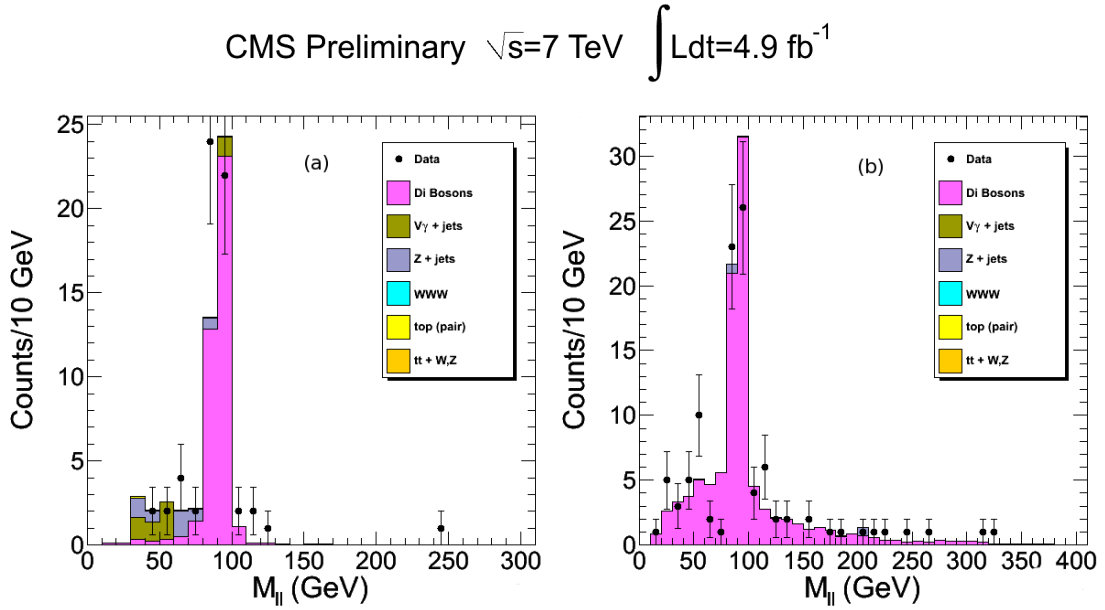 CMS Preliminary √s=7 TeV ∫Ldt=4.9 fb⁻¹
(a)
Counts/10 GeV
25
20
15
10
5
0
0 50 100 150 200 250 300
M_ll (GeV)
Data
Di Bosons
Vγ + jets
Z + jets
WWW
top (pair)
tt + W,Z
(b)
Counts/10 GeV
30
25
20
15
10
5
0
0 50 100 150 200 250 300 350 400
M_ll (GeV)
Data
Di Bosons
Vγ + jets
Z + jets
WWW
top (pair)
tt + W,Z